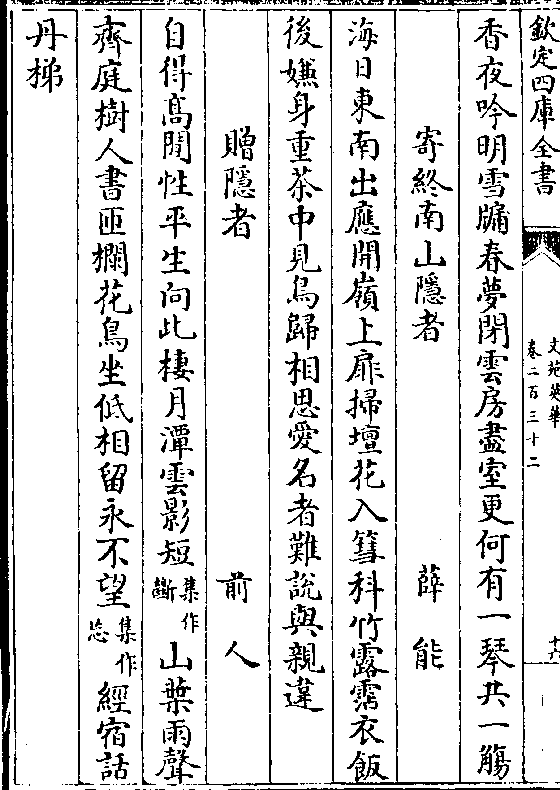 欽定四庫全書
文苑英華
卷二百三十二
十六
香夜吟明雪牖春夢閉雲房盡室更何有一琴共一觴
寄終南山隱者 薛能
海日東南出應開嶺上扉掃壇花入篲科竹露霑衣飯
後嫌身重茶中見鳥歸相思愛名者難說與親違
贈隱者 前人
自得髙閒性平生向此棲月潭雲影短集作斷山葉雨聲
齊庭樹人書匝欄花鳥坐低相留永不望集作忘經宿話
丹梯